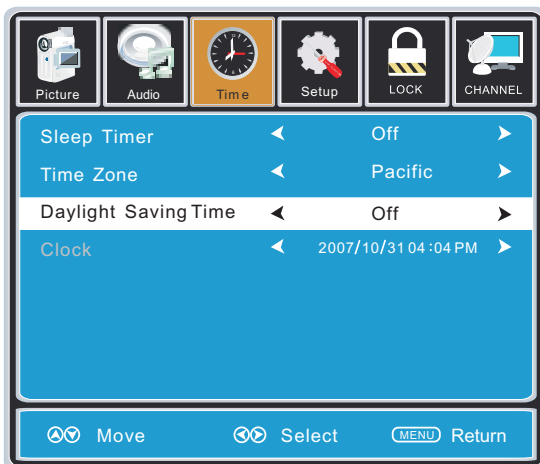 Picture Audio Time Setup LOCK CHANNEL
Sleep Timer Off
Time Zone Pacific
Daylight Saving Time Off
Clock 2007/10/31 04:04 PM
Move Select MENU Return